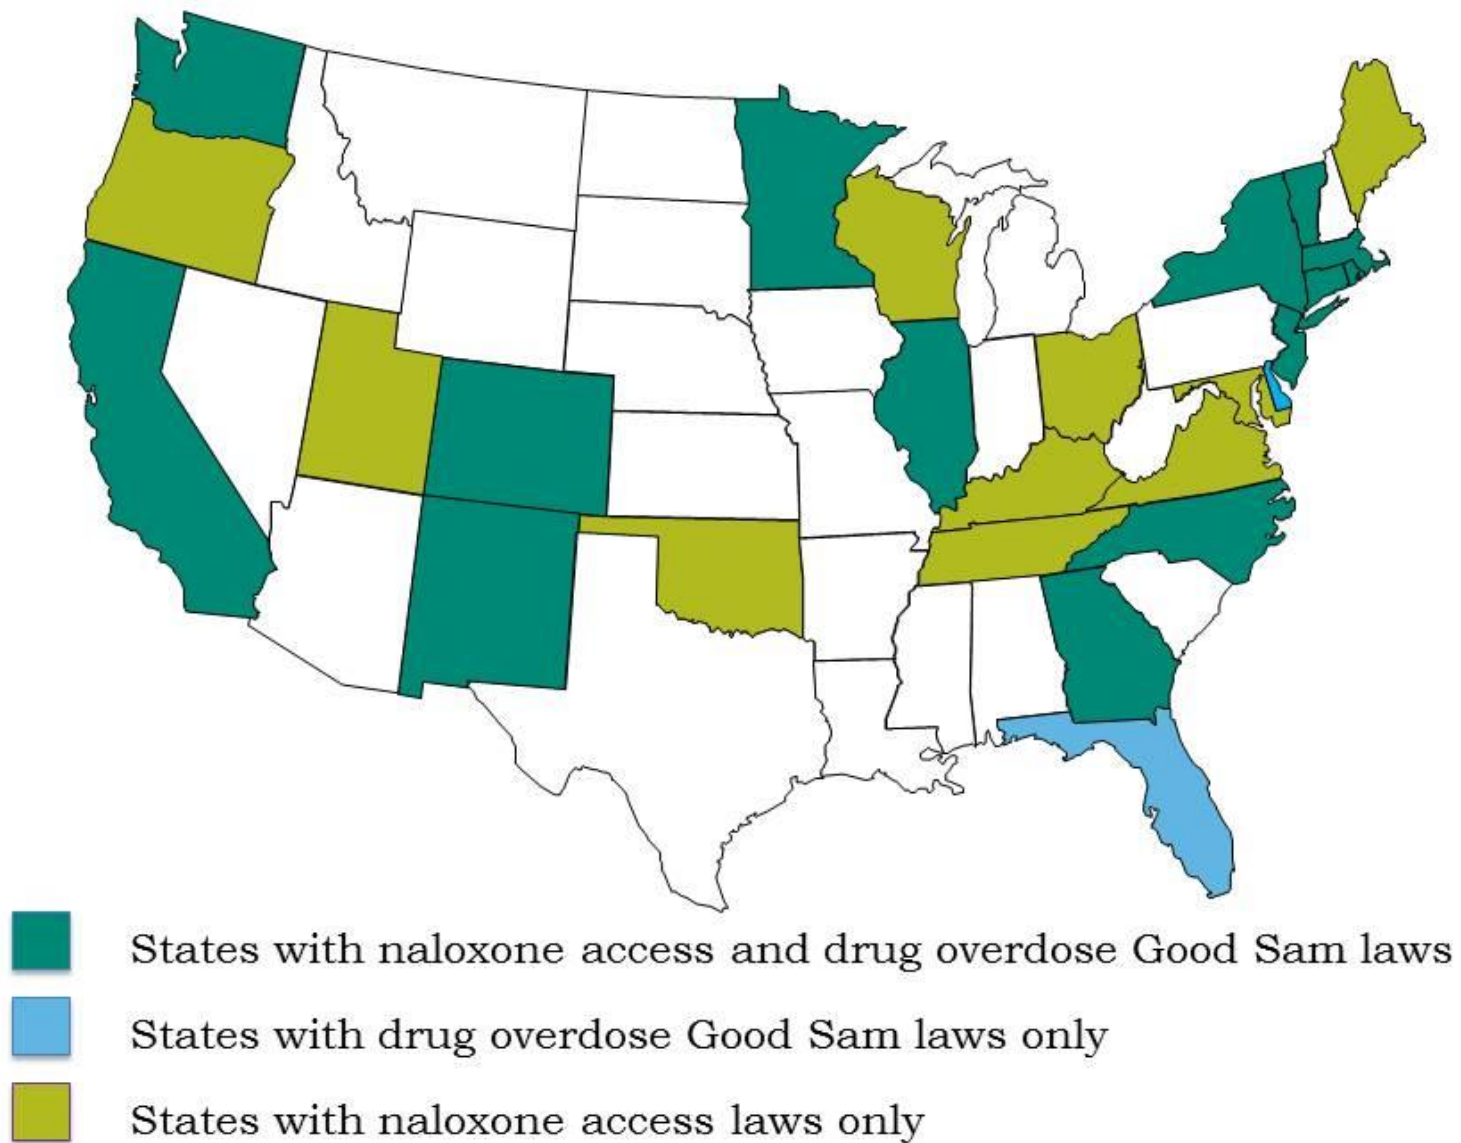 States with naloxone access and drug overdose Good Sam laws
States with drug overdose Good Sam laws only
States with naloxone access laws only